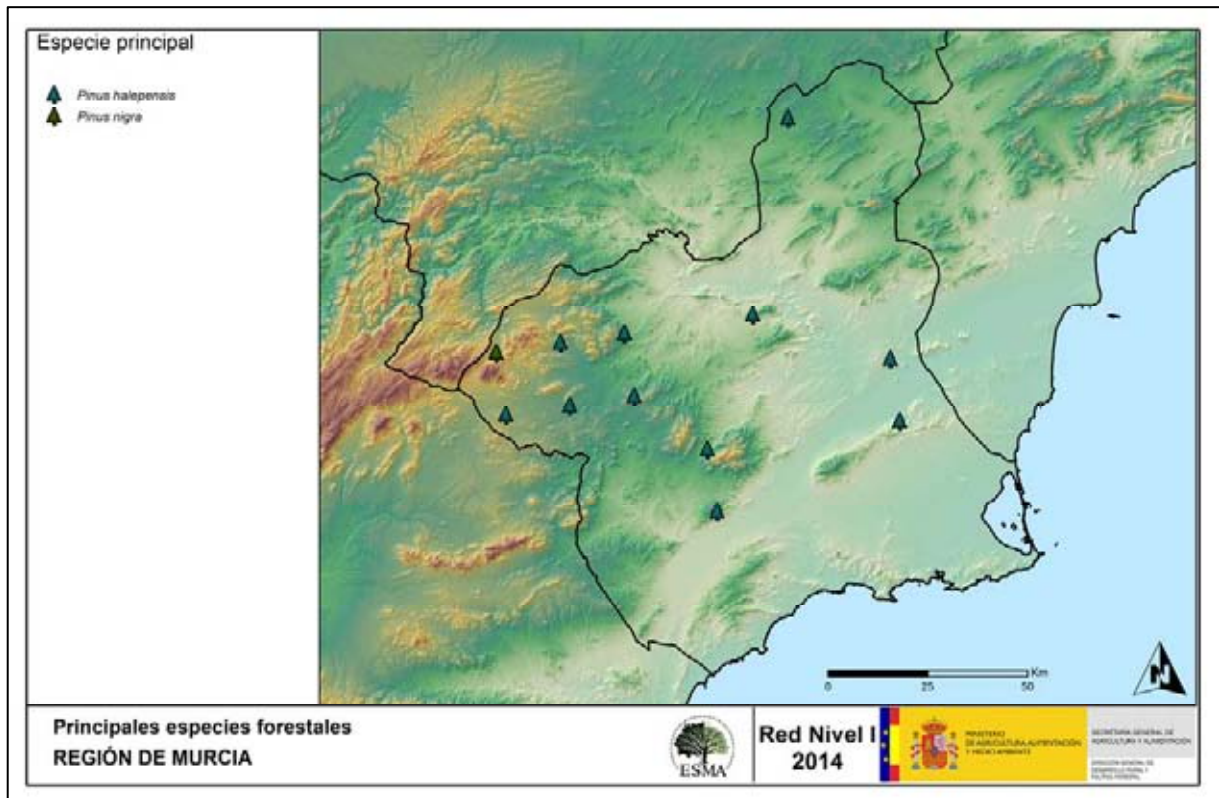 Especie principal
Pinus halepensis
Pinus nigra
Km
0 25 50
N
Principales especies forestales
REGIÓN DE MURCIA
ESMA
Red Nivel I
2014
MINISTERIO
DE AGRICULTURA, ALIMENTACIÓN
Y MEDIO AMBIENTE
SECRETARÍA GENERAL DE
AGRICULTURA Y ALIMENTACIÓN
DIRECCIÓN GENERAL DE
DESARROLLO RURAL Y
POLÍTICA FORESTAL